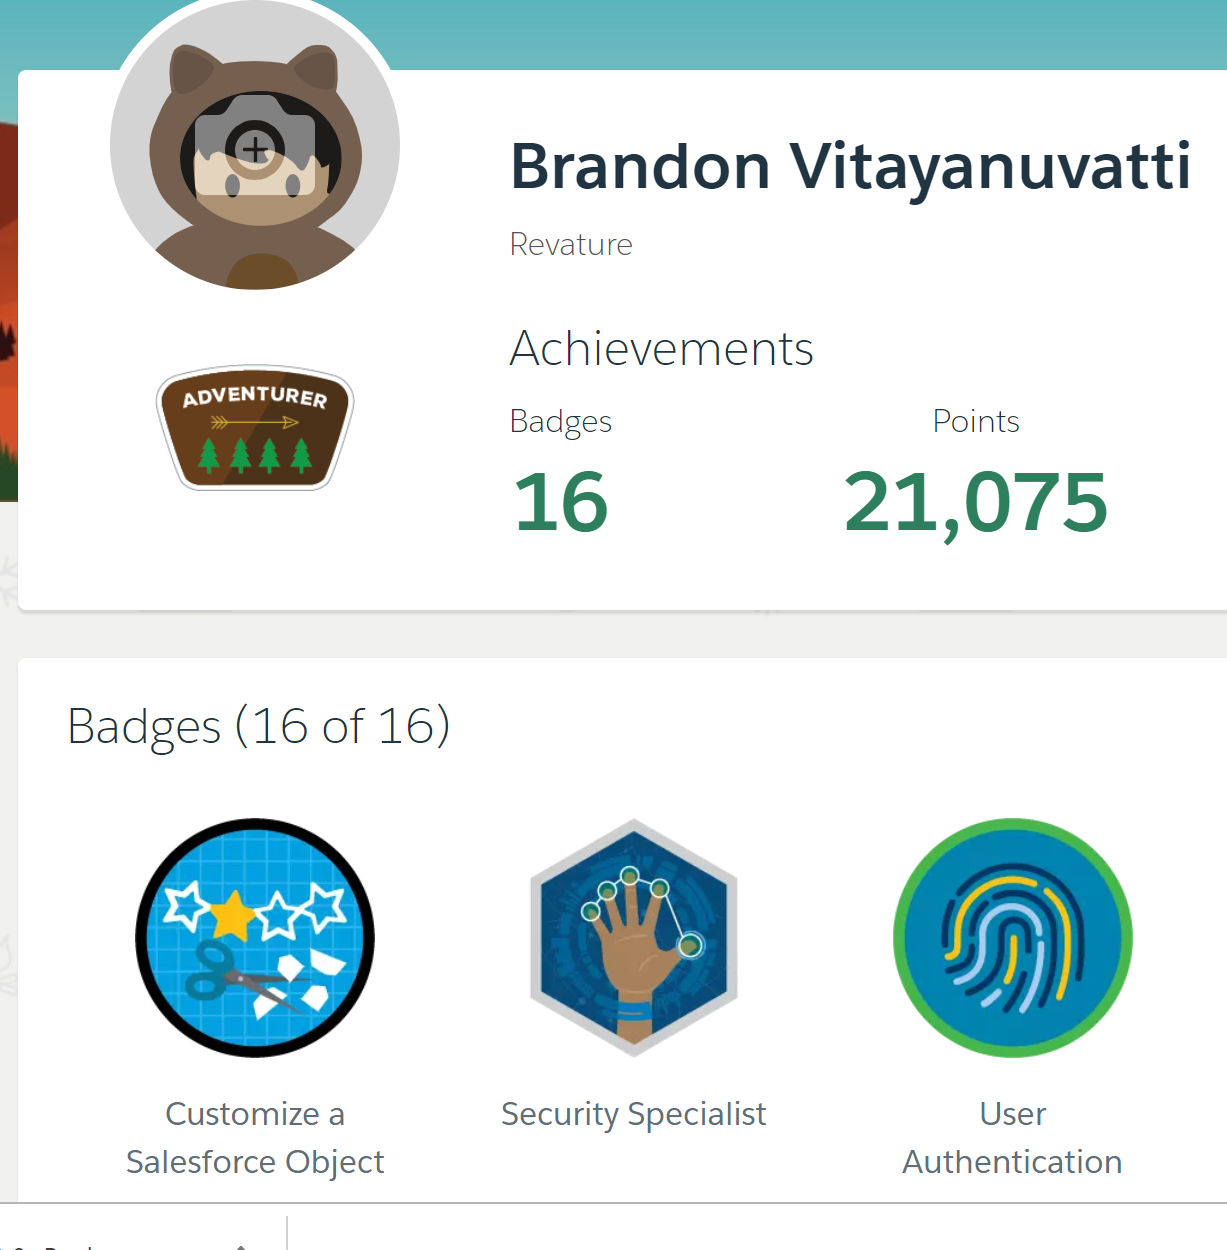 Brandon Vitayanuvatti
Revature
Achievements
ADVENTURER
Badges Points
16 21,075
Badges (16 of 16)
Customize a Security Specialist User
Salesforce Object Authentication